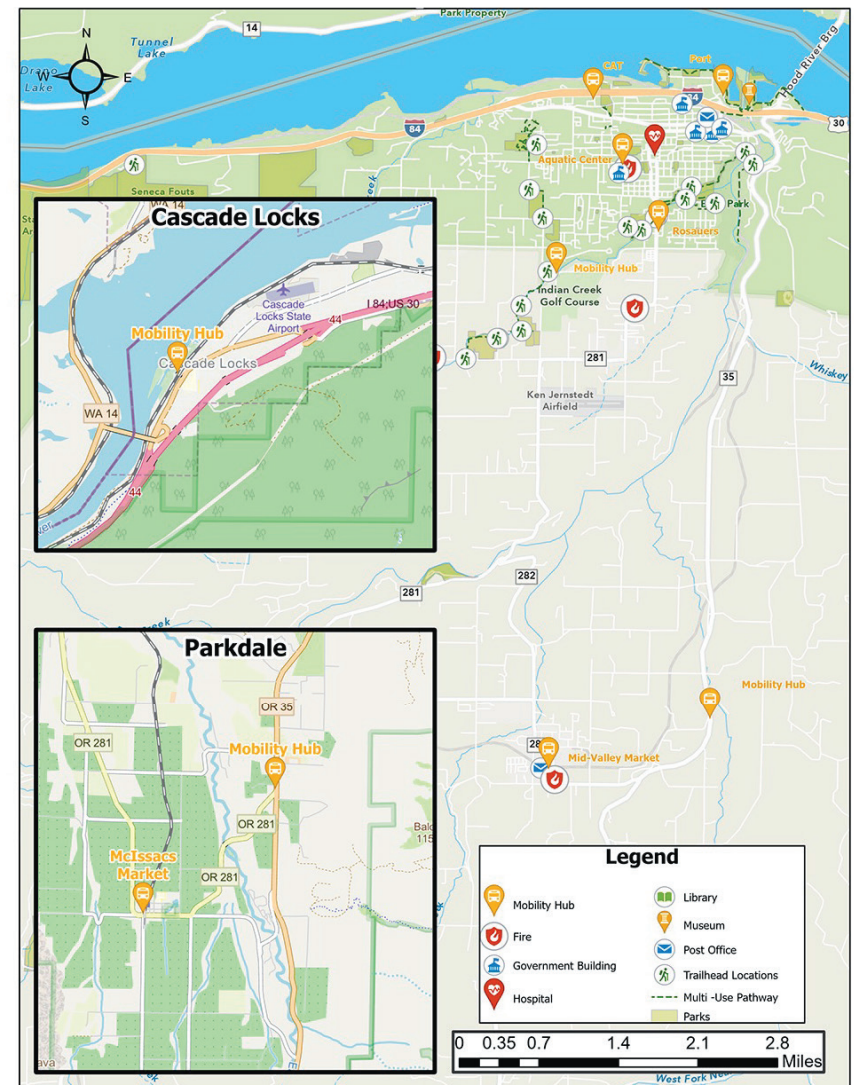 Park Property
N
W
E
S
Tunnel
Lake
Drano
Lake
14
Hood River Brg
CAT
Port
84
30
84
Aquatic Center
Seneca Fouts
Park
Rosauers
Mobility Hub
Indian Creek
Golf Course
281
Whiskey
35
Ken Jernstedt
Airfield
Cascade Locks
WA 14
Cascade
Locks State
Airport
I 84;US 30
44
Mobility Hub
Cascade Locks
WA 14
44
281
282
Parkdale
OR 35
OR 281
Mobility Hub
OR 281
McIssacs
Market
OR 281
Mobility Hub
Mid-Valley Market
Legend
Mobility Hub
Fire
Government Building
Hospital
Library
Museum
Post Office
Trailhead Locations
Multi -Use Pathway
Parks
0 0.35 0.7 1.4 2.1 2.8
Miles
West Fork